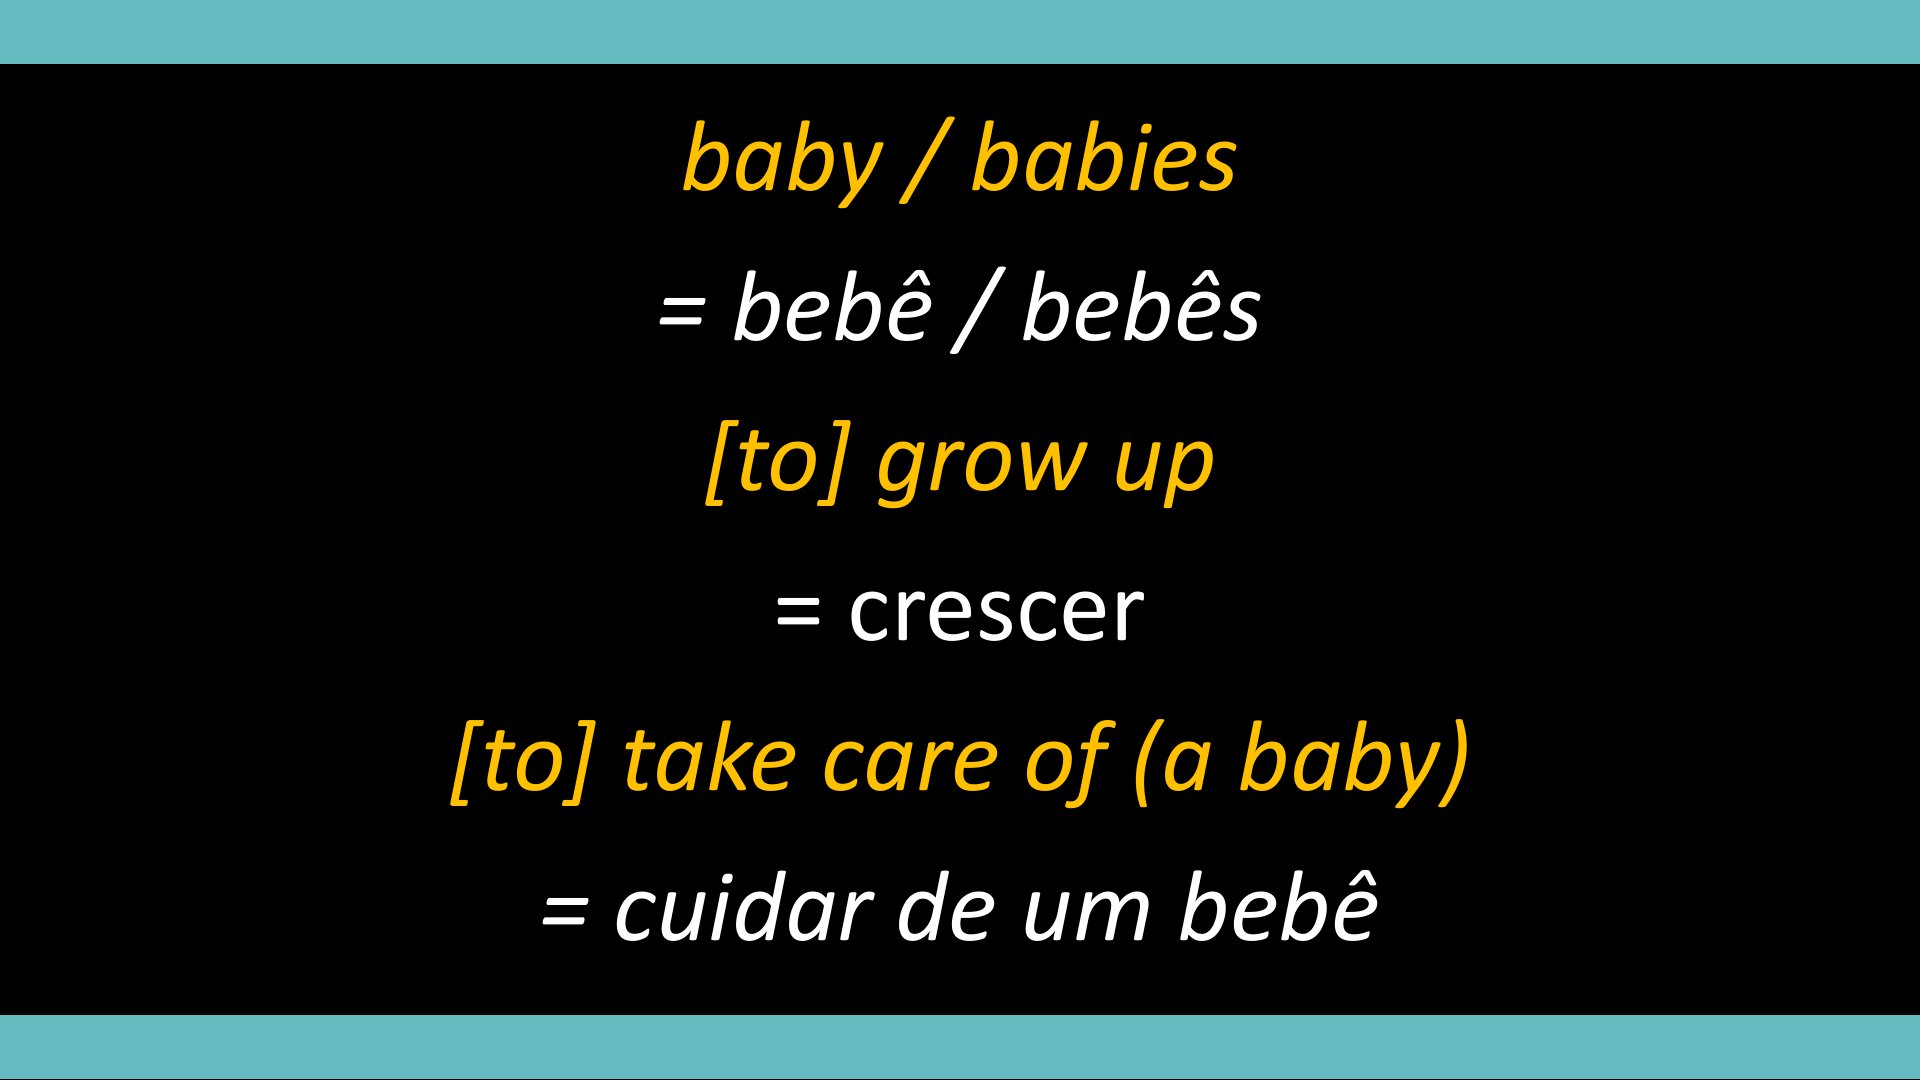 baby / babies
= bebê / bebês
[to] grow up
= crescer
[to] take care of (a baby)
= cuidar de um bebê